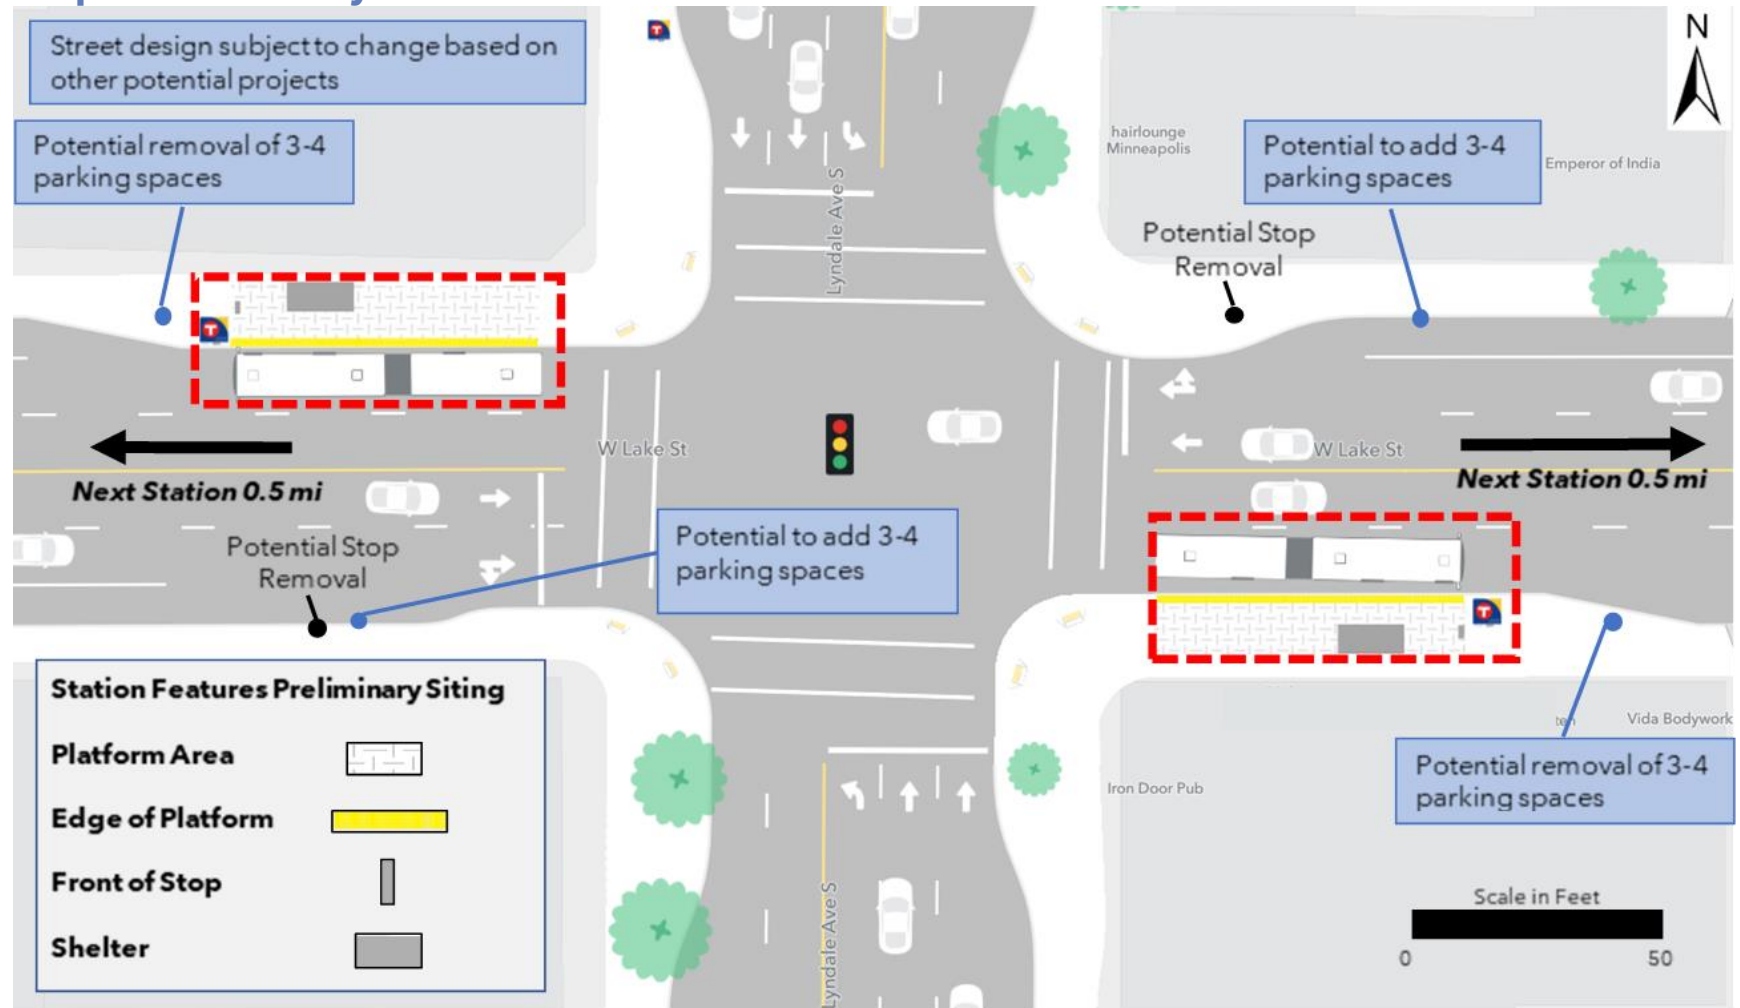 Street design subject to change based on
other potential projects
N
Potential removal of 3-4
parking spaces
hairlounge
Minneapolis
Potential to add 3-4
parking spaces
Emperor of India
Lyndale Ave S
Potential Stop
Removal
T
W Lake St
W Lake St
Next Station 0.5 mi
Next Station 0.5 mi
Potential Stop
Removal
Potential to add 3-4
parking spaces
T
Station Features Preliminary Siting
Platform Area
Edge of Platform
Front of Stop
Shelter
Vida Bodywork
Potential removal of 3-4
parking spaces
Iron Door Pub
Lyndale Ave S
Scale in Feet
0
50